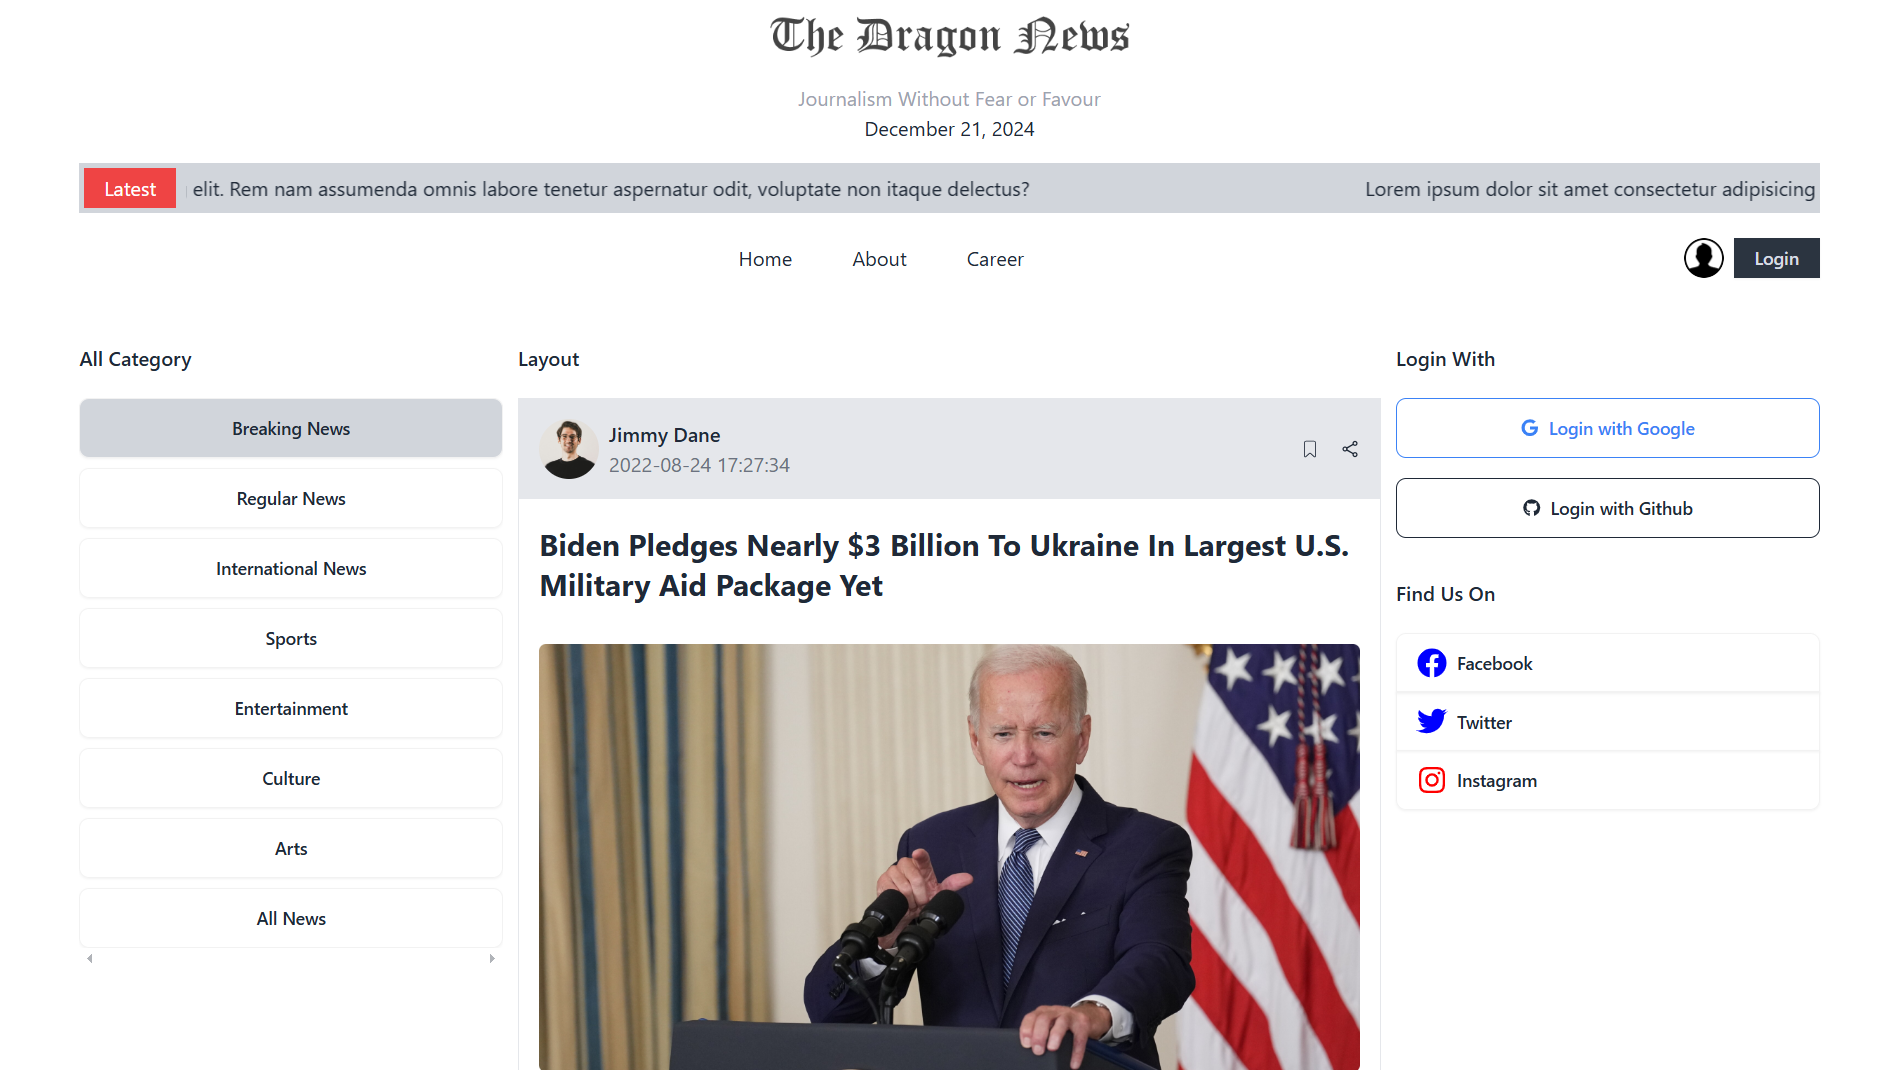 The Dragon News
Journalism Without Fear or Favour
December 21, 2024
Latest
elit. Rem nam assumenda omnis labore tenetur aspernatur odit, voluptate non itaque delectus?
Lorem ipsum dolor sit amet consectetur adipisicing
Home
About
Career
Login
All Category
Breaking News
Regular News
International News
Sports
Entertainment
Culture
Arts
All News
Layout
Jimmy Dane
2022-08-24 17:27:34
Biden Pledges Nearly $3 Billion To Ukraine In Largest U.S.
Military Aid Package Yet
Login With
Login with Google
Login with Github
Find Us On
Facebook
Twitter
Instagram